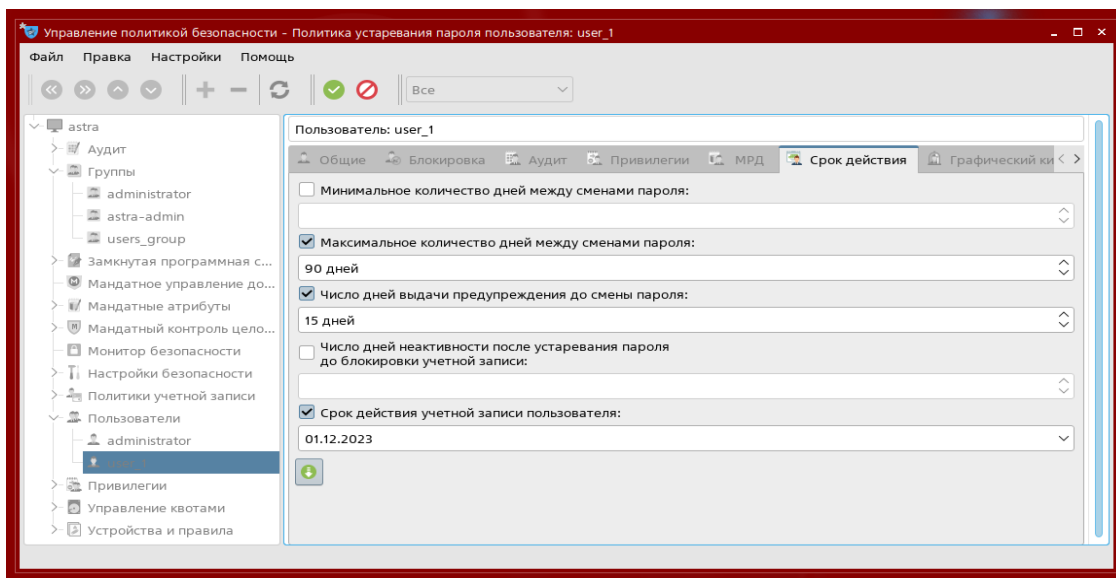 Управление политикой безопасности - Политика устаревания пароля пользователя: user_1
Файл Правка Настройки Помощь
Все
astra
Аудит
Группы
administrator
astra-admin
users_group
Замкнутая программная с...
Мандатное управление до...
Мандатные атрибуты
Мандатный контроль цело...
Монитор безопасности
Настройки безопасности
Политики учетной записи
Пользователи
administrator
Привилегии
Управление квотами
Устройства и правила
Пользователь: user_1
Общие Блокировка Аудит Привилегии МРД Срок действия Графический ки
Минимальное количество дней между сменами пароля:
Максимальное количество дней между сменами пароля:
90 дней
Число дней выдачи предупреждения до смены пароля:
15 дней
Число дней неактивности после устаревания пароля
до блокировки учетной записи:
Срок действия учетной записи пользователя:
01.12.2023